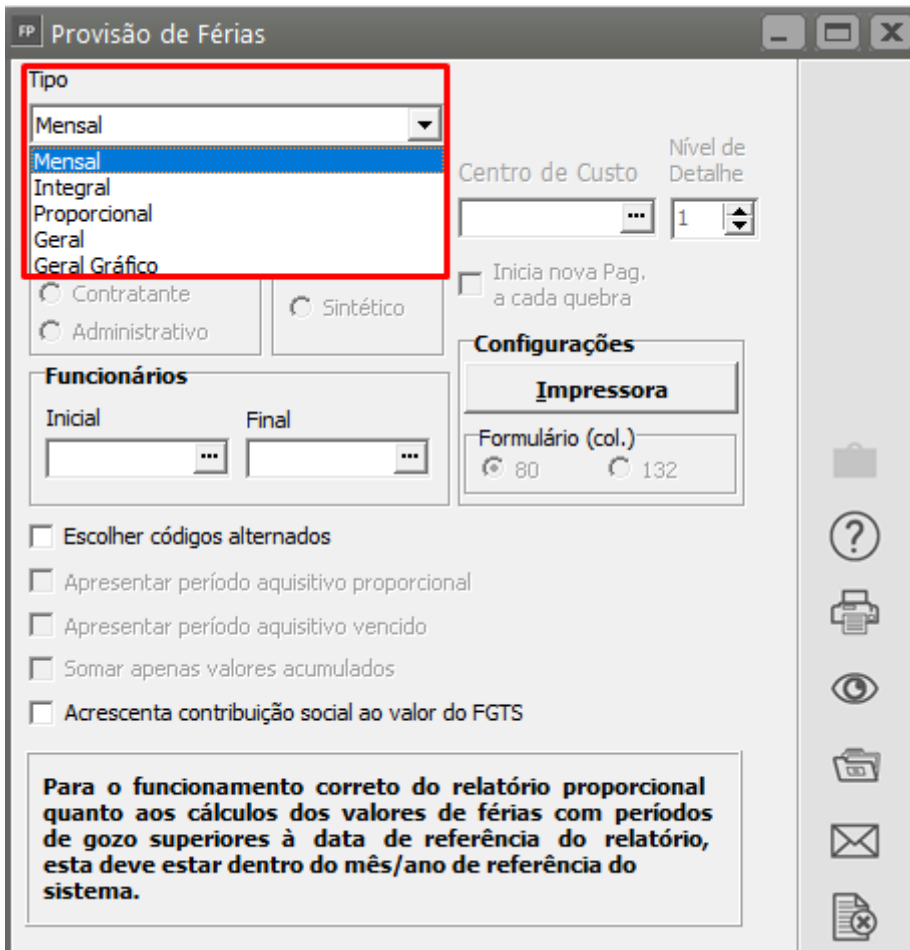 FP Provisão de Férias
Tipo
Mensal
Mensal
Integral
Proporcional
Geral
Geral Gráfico
Centro de Custo
Nível de
Detalhe
1
Inicia nova Pag.
a cada quebra
Contratante
Administrativo
Sintético
Configurações
Impressora
Formulário (col.)
80 132
Funcionários
Inicial Final
Escolher códigos alternados
Apresentar período aquisitivo proporcional
Apresentar período aquisitivo vencido
Somar apenas valores acumulados
Acrescenta contribuição social ao valor do FGTS
Para o funcionamento correto do relatório proporcional
quanto aos cálculos dos valores de férias com períodos
de gozo superiores à data de referência do relatório,
esta deve estar dentro do mês/ano de referência do
sistema.